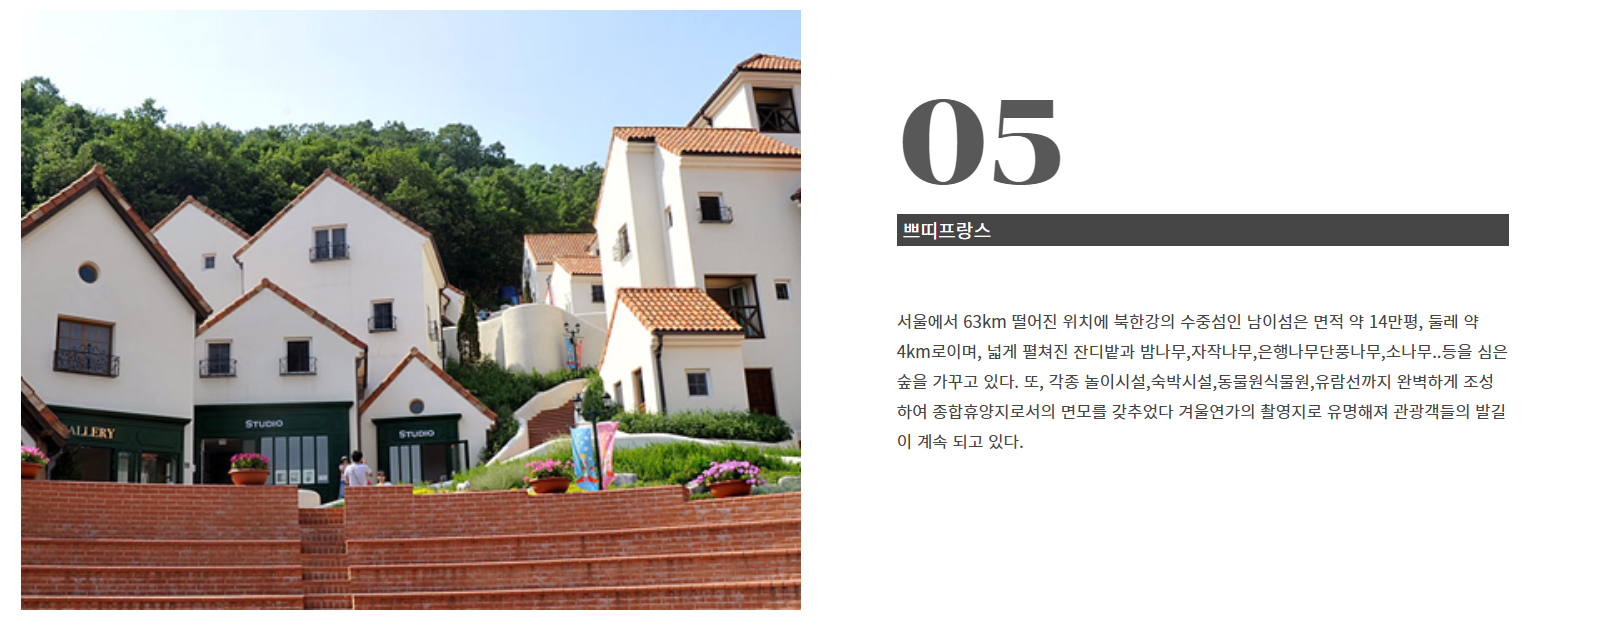 05
쁘띠프랑스
서울에서 63km 떨어진 위치에 북한강의 수중섬인 남이섬은 면적 약 14만평, 둘레 약
4km로이며, 넓게 펼쳐진 잔디밭과 밤나무,자작나무,은행나무단풍나무,소나무..등을 심은
숲을 가꾸고 있다. 또, 각종 놀이시설,숙박시설,동물원식물원,유람선까지 완벽하게 조성
하여 종합휴양지로서의 면모를 갖추었다 겨울연가의 촬영지로 유명해져 관광객들의 발길
이 계속 되고 있다.
ALLERY
STUDIO
STUDIO